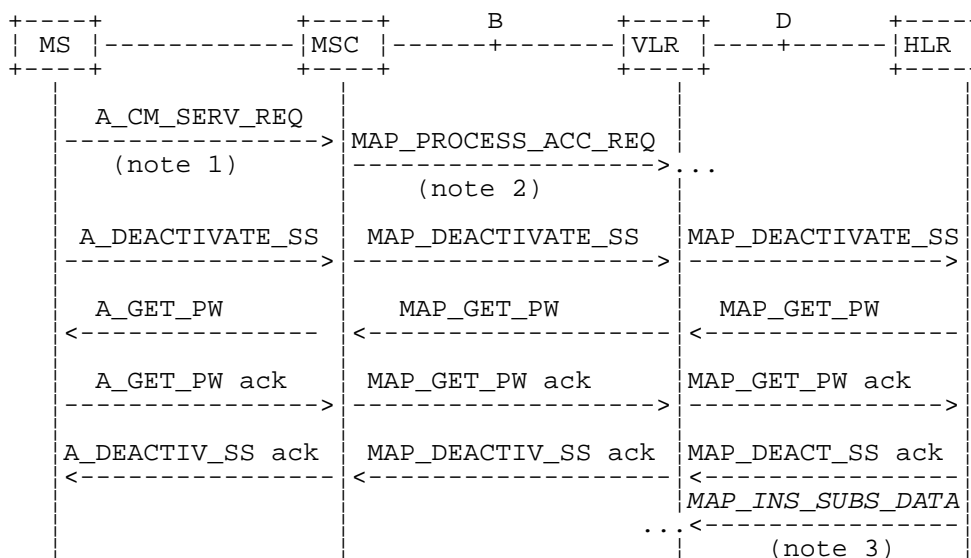 B D
MS MSC VLR HLR
A_CM_SERV_REQ
MAP_PROCESS_ACC_REQ
(note 1) ...
(note 2)
A_DEACTIVATE_SS MAP_DEACTIVATE_SS MAP_DEACTIVATE_SS
A_GET_PW MAP_GET_PW MAP_GET_PW
A_GET_PW ack MAP_GET_PW ack MAP_GET_PW ack
A_DEACTIV_SS ack MAP_DEACTIV_SS ack MAP_DEACT_SS ack
MAP_INS_SUBS_DATA
...
(note 3)